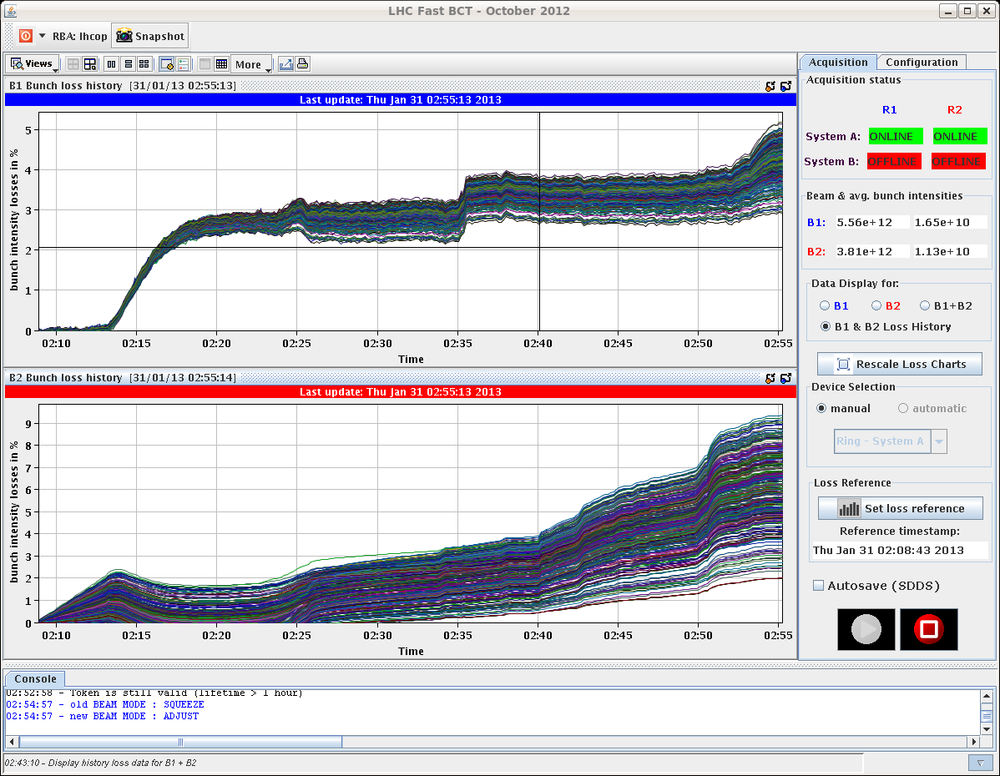 LHC Fast BCT - October 2012
RBA: lhcop
Snapshot
Views
More
B1 Bunch loss history [31/01/13 02:55:13]
Last update: Thu Jan 31 02:55:13 2013
bunch intensity losses in %
5
4
3
2
1
0
02:10 02:15 02:20 02:25 02:30 02:35 02:40 02:45 02:50 02:55
Time
B2 Bunch loss history [31/01/13 02:55:14]
Last update: Thu Jan 31 02:55:13 2013
bunch intensity losses in %
9
8
7
6
5
4
3
2
1
0
02:10 02:15 02:20 02:25 02:30 02:35 02:40 02:45 02:50 02:55
Time
Acquisition Configuration
Acquisition status
R1 R2
System A: ONLINE ONLINE
System B: OFFLINE OFFLINE
Beam & avg. bunch intensities
B1: 5.56e+12 1.65e+10
B2: 3.81e+12 1.13e+10
Data Display for:
B1 B2 B1+B2
B1 & B2 Loss History
Rescale Loss Charts
Device Selection
manual automatic
Ring - System A
Loss Reference
Set loss reference
Reference timestamp:
Thu Jan 31 02:08:43 2013
Autosave (SDDS)
Console
02:52:58 - Token is still valid (lifetime > 1 hour)
02:54:57 - old BEAM MODE : SQUEEZE
02:54:57 - new BEAM MODE : ADJUST
02:43:10 - Display history loss data for B1 + B2